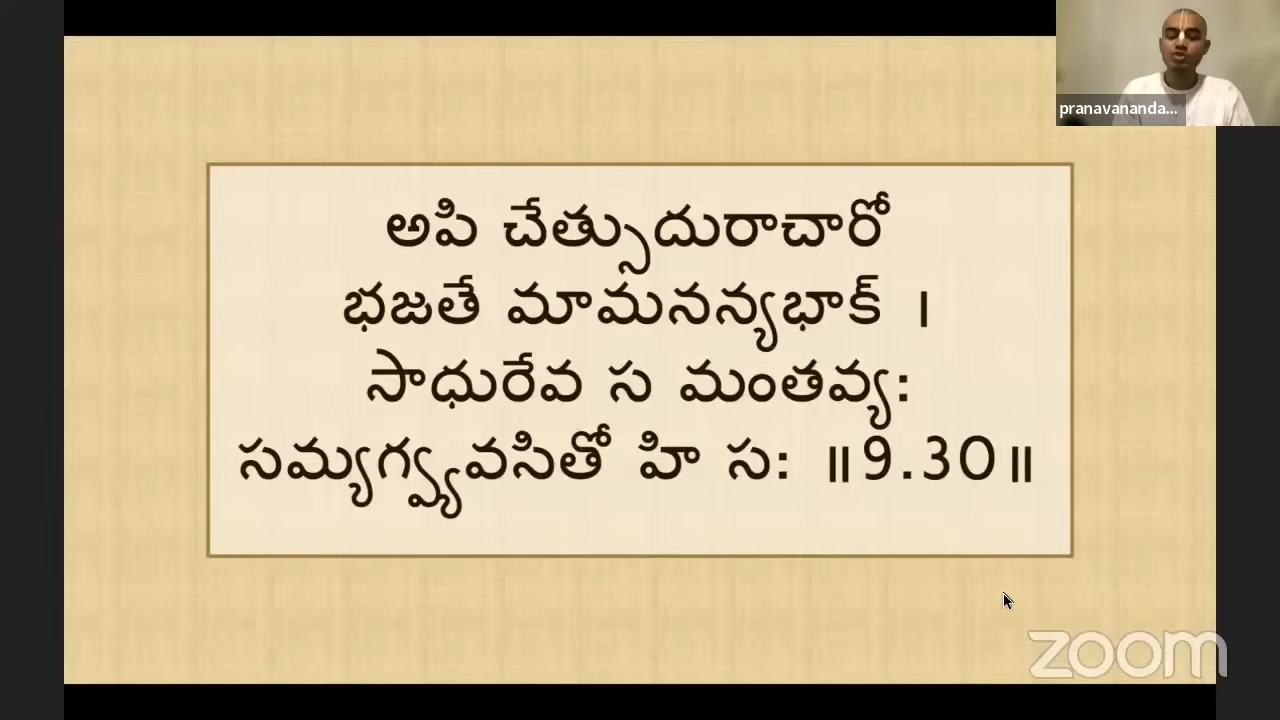 pranavananda...
అపి చేత్సుదురాచారో
భజతే మామనన్యభాక్ ।
సాధురేవ స మంతవ్య:
సమ్యగ్వ్యవసితో హి స: ॥9.30॥
zoom